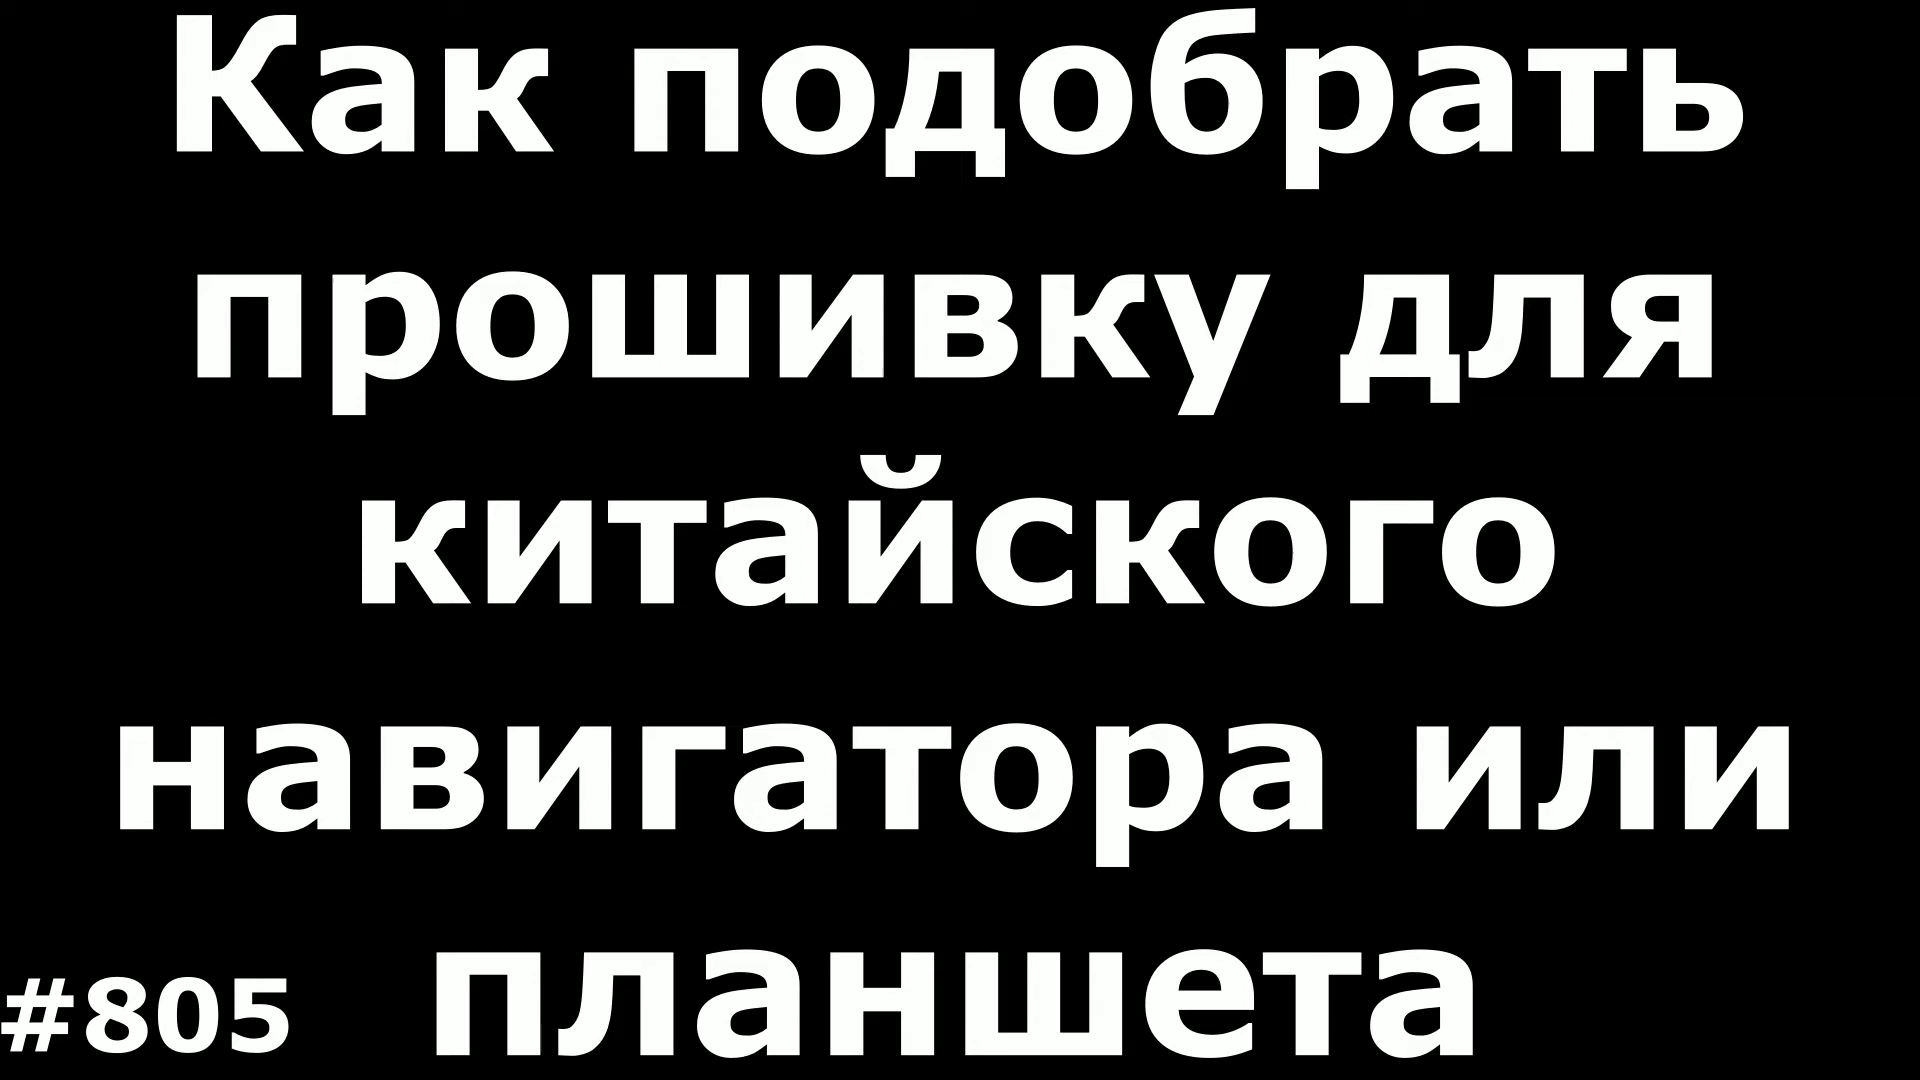 Как подобрать
прошивку для
китайского
навигатора или
планшета
#805